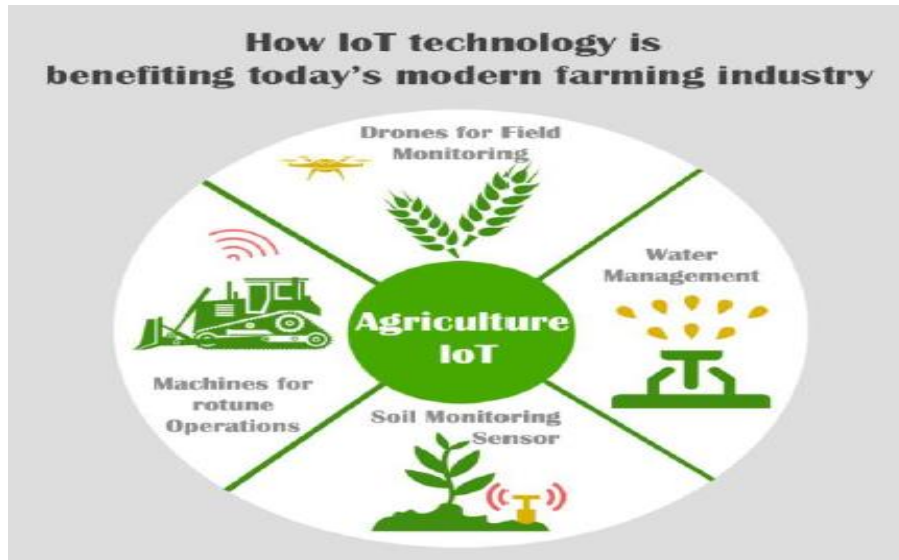 How IoT technology is
benefiting today's modern farming industry
Drones for Field
Monitoring
Water
Management
Agriculture
IoT
Machines for
rotune
Operations
Soil Monitoring
Sensor